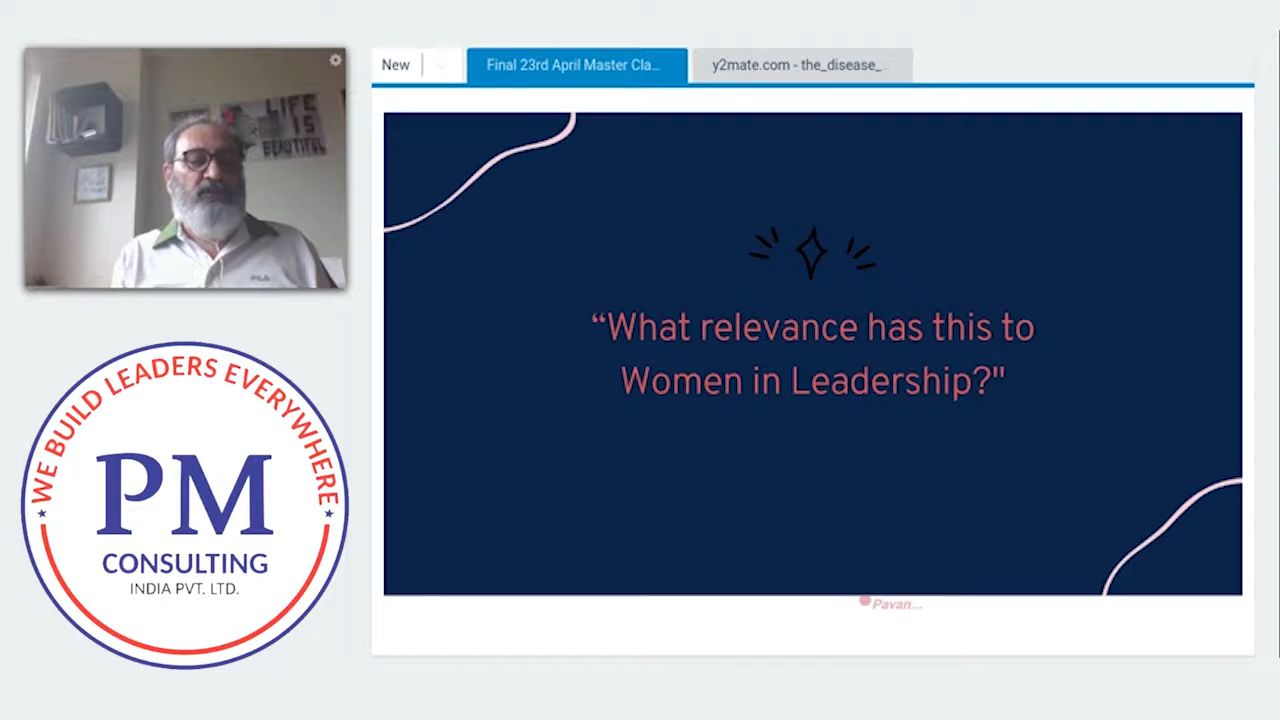 LIFE
IS
BEAUTIFUL
FILA
WE BUILD LEADERS EVERYWHERE
PM
CONSULTING
INDIA PVT. LTD.
New
Final 23rd April Master Cla...
y2mate.com - the_disease_...
“What relevance has this to
Women in Leadership?"
Pavan...